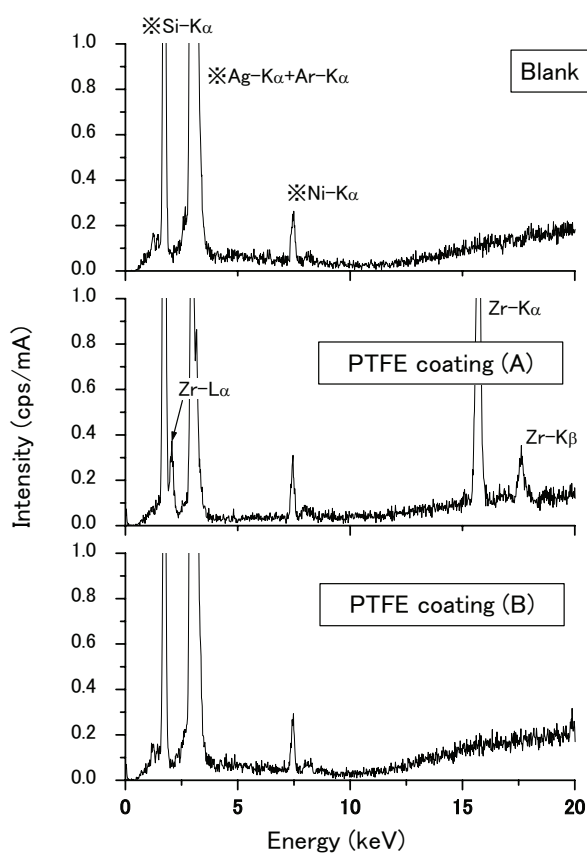 ※Si-Kα
※Ag-Kα+Ar-Kα
Blank
※Ni-Kα
1.0
0.8
0.6
0.4
0.2
0.0
Zr-Kα
PTFE coating (A)
Zr-Lα
Zr-Kβ
1.0
0.8
0.6
0.4
0.2
0.0
Intensity (cps/mA)
PTFE coating (B)
1.0
0.8
0.6
0.4
0.2
0.0
0 5 10 15 20
Energy (keV)